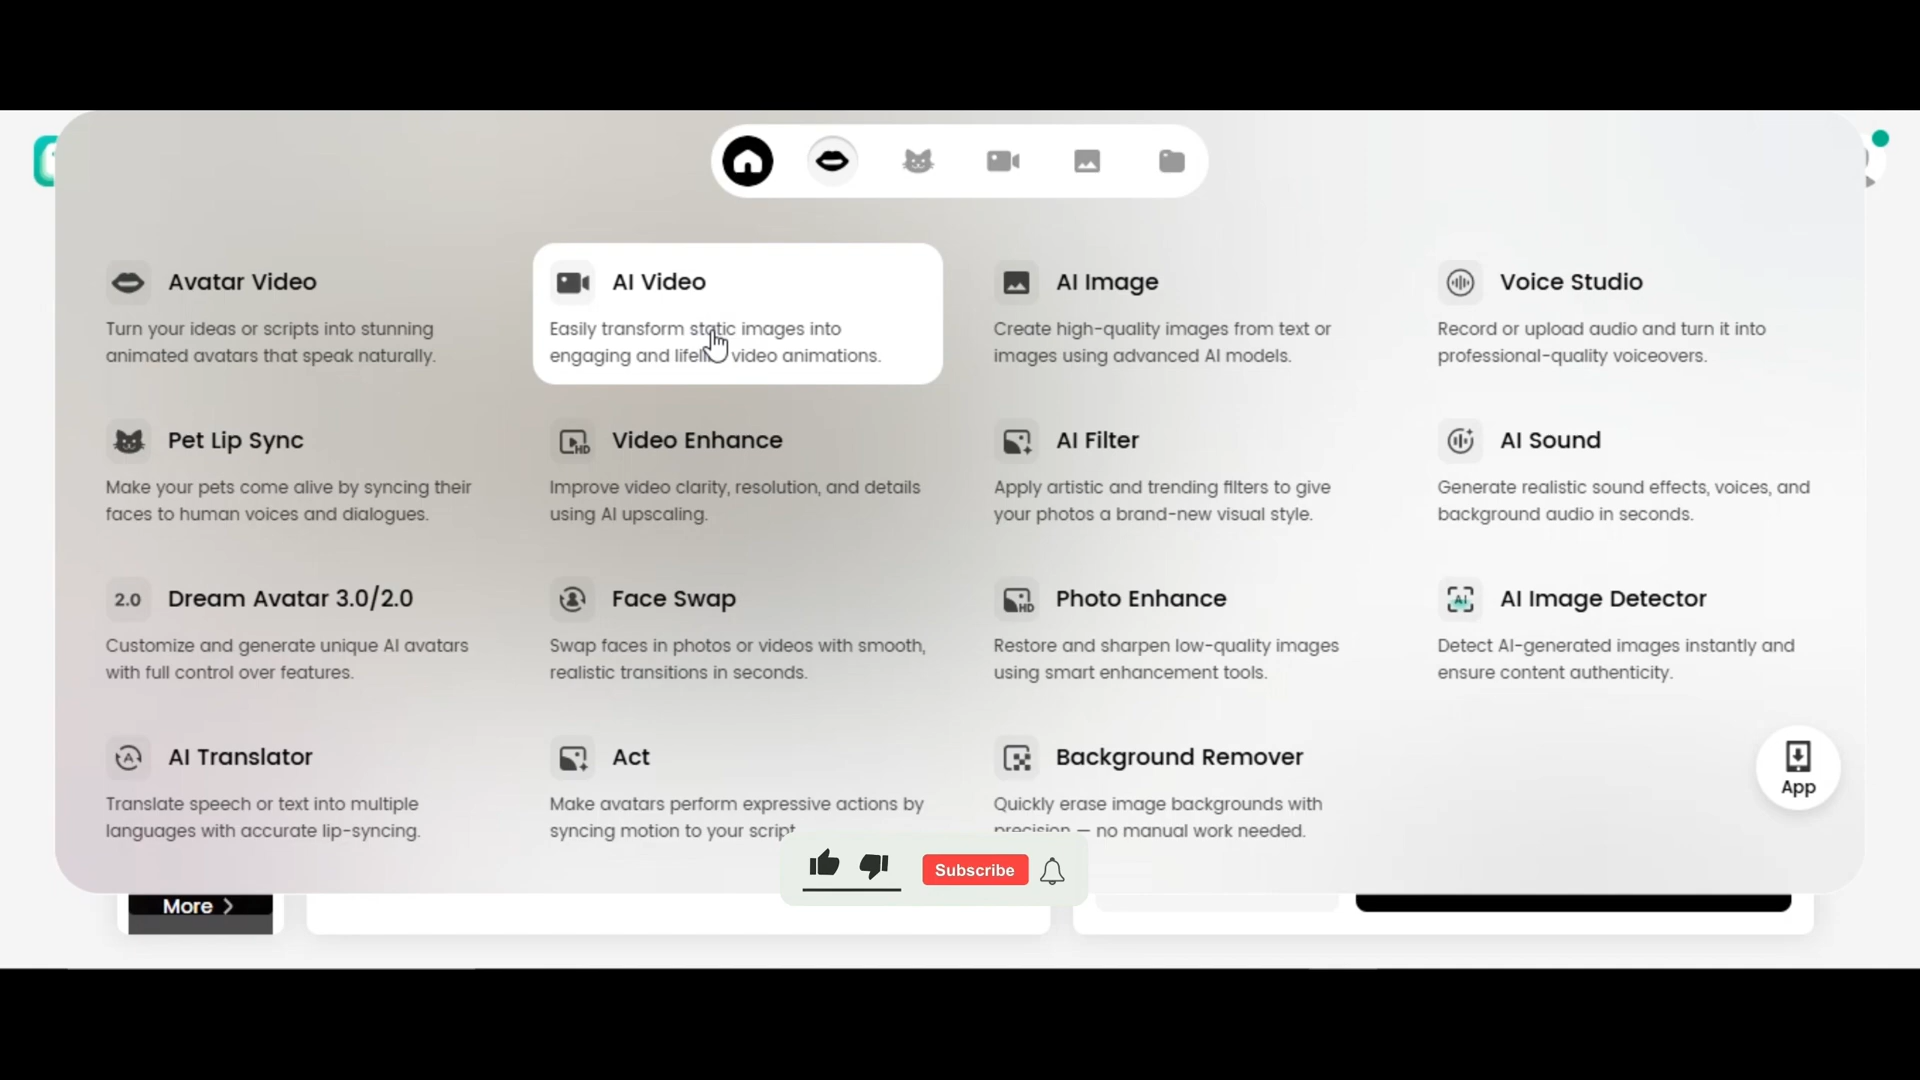 Avatar Video
Turn your ideas or scripts into stunning
animated avatars that speak naturally.
AI Video
Easily transform static images into
engaging and lifelike video animations.
AI Image
Create high-quality images from text or
images using advanced AI models.
Voice Studio
Record or upload audio and turn it into
professional-quality voiceovers.
Pet Lip Sync
Make your pets come alive by syncing their
faces to human voices and dialogues.
Video Enhance
Improve video clarity, resolution, and details
using AI upscaling.
AI Filter
Apply artistic and trending filters to give
your photos a brand-new visual style.
AI Sound
Generate realistic sound effects, voices, and
background audio in seconds.
2.0
Dream Avatar 3.0/2.0
Customize and generate unique AI avatars
with full control over features.
Face Swap
Swap faces in photos or videos with smooth,
realistic transitions in seconds.
Photo Enhance
HD
Restore and sharpen low-quality images
using smart enhancement tools.
AI
AI Image Detector
Detect AI-generated images instantly and
ensure content authenticity.
AI Translator
Translate speech or text into multiple
languages with accurate lip-syncing.
Act
Make avatars perform expressive actions by
syncing motion to your script
Background Remover
Quickly erase image backgrounds with
precision — no manual work needed.
App
Subscribe
More >